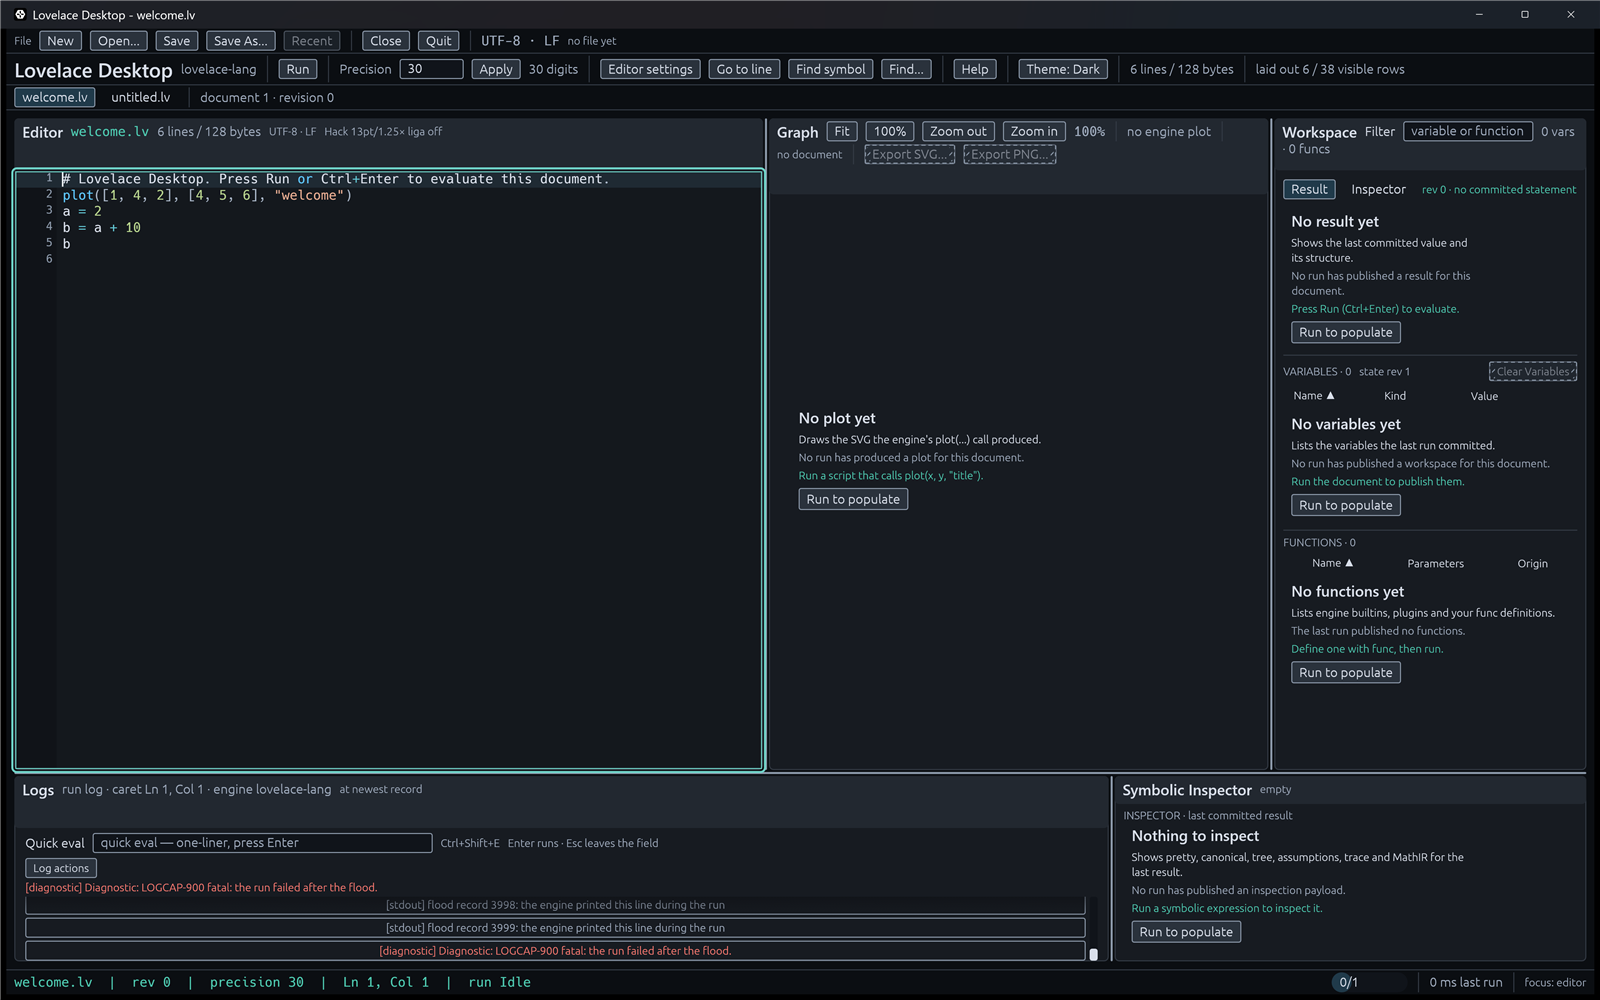 Lovelace Desktop - welcome.lv
File New Open... Save Save As... Recent Close Quit UTF-8 · LF no file yet
Lovelace Desktop lovelace-lang Run Precision 30 Apply 30 digits Editor settings Go to line Find symbol Find... Help Theme: Dark 6 lines / 128 bytes laid out 6 / 38 visible rows
welcome.lv untitled.lv document 1 · revision 0
Editor welcome.lv 6 lines / 128 bytes UTF-8 · LF Hack 13pt/1.25× liga off
1 # Lovelace Desktop. Press Run or Ctrl+Enter to evaluate this document.
2 plot([1, 4, 2], [4, 5, 6], "welcome")
3 a = 2
4 b = a + 10
5 b
6
Graph Fit 100% Zoom out Zoom in 100% no engine plot
no document Export SVG... Export PNG...
No plot yet
Draws the SVG the engine's plot(...) call produced.
No run has produced a plot for this document.
Run a script that calls plot(x, y, "title").
Run to populate
Workspace Filter variable or function 0 vars
· 0 funcs
Result Inspector rev 0 · no committed statement
No result yet
Shows the last committed value and
its structure.
No run has published a result for this
document.
Press Run (Ctrl+Enter) to evaluate.
Run to populate
VARIABLES · 0 state rev 1 Clear Variables
Name ▲ Kind Value
No variables yet
Lists the variables the last run committed.
No run has published a workspace for this document.
Run the document to publish them.
Run to populate
FUNCTIONS · 0
Name ▲ Parameters Origin
No functions yet
Lists engine builtins, plugins and your func definitions.
The last run published no functions.
Define one with func, then run.
Run to populate
Logs run log · caret Ln 1, Col 1 · engine lovelace-lang at newest record
Quick eval quick eval — one-liner, press Enter Ctrl+Shift+E Enter runs · Esc leaves the field
Log actions
[diagnostic] Diagnostic: LOGCAP-900 fatal: the run failed after the flood.
[stdout] flood record 3998: the engine printed this line during the run
[stdout] flood record 3999: the engine printed this line during the run
[diagnostic] Diagnostic: LOGCAP-900 fatal: the run failed after the flood.
Symbolic Inspector empty
INSPECTOR · last committed result
Nothing to inspect
Shows pretty, canonical, tree, assumptions, trace and MathIR for the
last result.
No run has published an inspection payload.
Run a symbolic expression to inspect it.
Run to populate
welcome.lv | rev 0 | precision 30 | Ln 1, Col 1 | run Idle 0/1 0 ms last run focus: editor